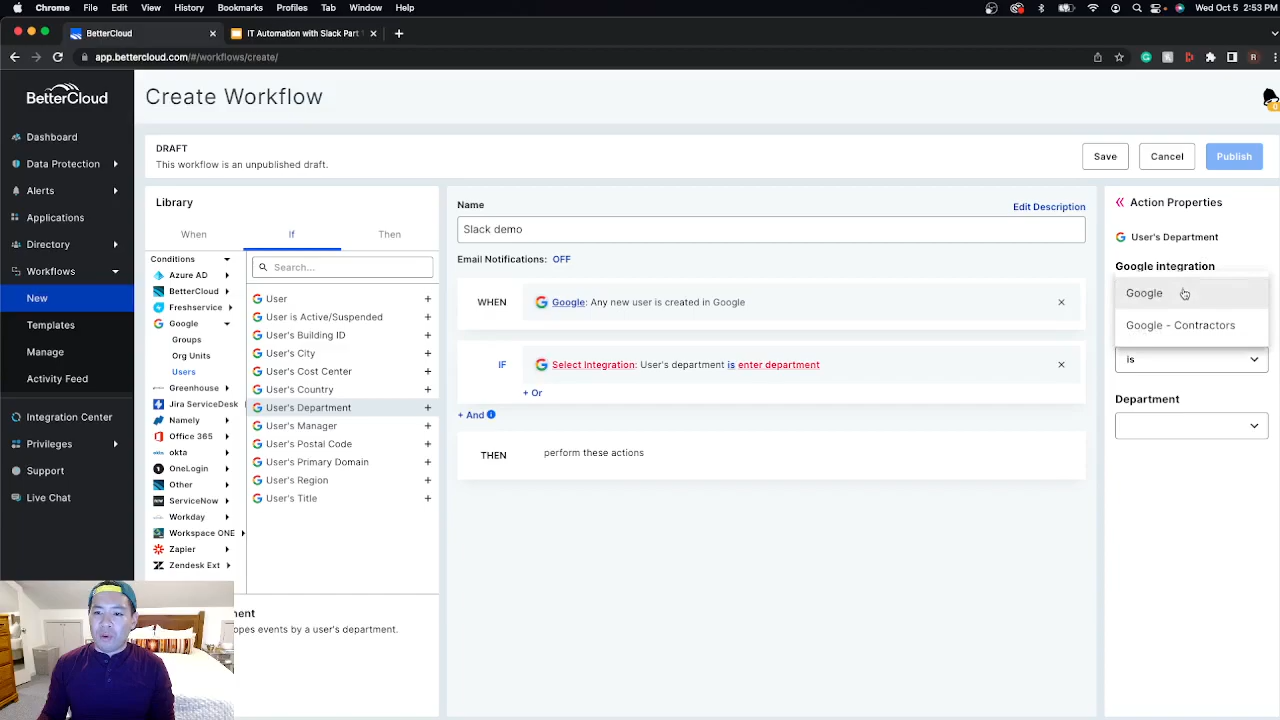 Chrome File Edit View History Bookmarks Profiles Tab Window Help
Wed Oct 5 2:53 PM
BetterCloud
IT Automation with Slack Part
app.bettercloud.com/#/workflows/create/
BetterCloud
Create Workflow
DRAFT
This workflow is an unpublished draft.
Save
Cancel
Publish
Dashboard
Data Protection
Alerts
Applications
Directory
Workflows
New
Templates
Manage
Activity Feed
Integration Center
Privileges
Support
Live Chat
Library
When
If
Then
Conditions
Azure AD
BetterCloud
Freshservice
Google
Groups
Org Units
Users
Greenhouse
Jira ServiceDesk
Namely
Office 365
okta
OneLogin
Other
ServiceNow
Workday
Workspace ONE
Zapier
Zendesk Ext
Search...
User
User is Active/Suspended
User's Building ID
User's City
User's Cost Center
User's Country
User's Department
User's Manager
User's Postal Code
User's Primary Domain
User's Region
User's Title
opes events by a user's department.
Name
Edit Description
Slack demo
Email Notifications: OFF
WHEN
Google: Any new user is created in Google
IF
Select Integration: User's department is enter department
+ Or
+ And
THEN
perform these actions
Action Properties
User's Department
Google integration
Google
Google - Contractors
is
Department